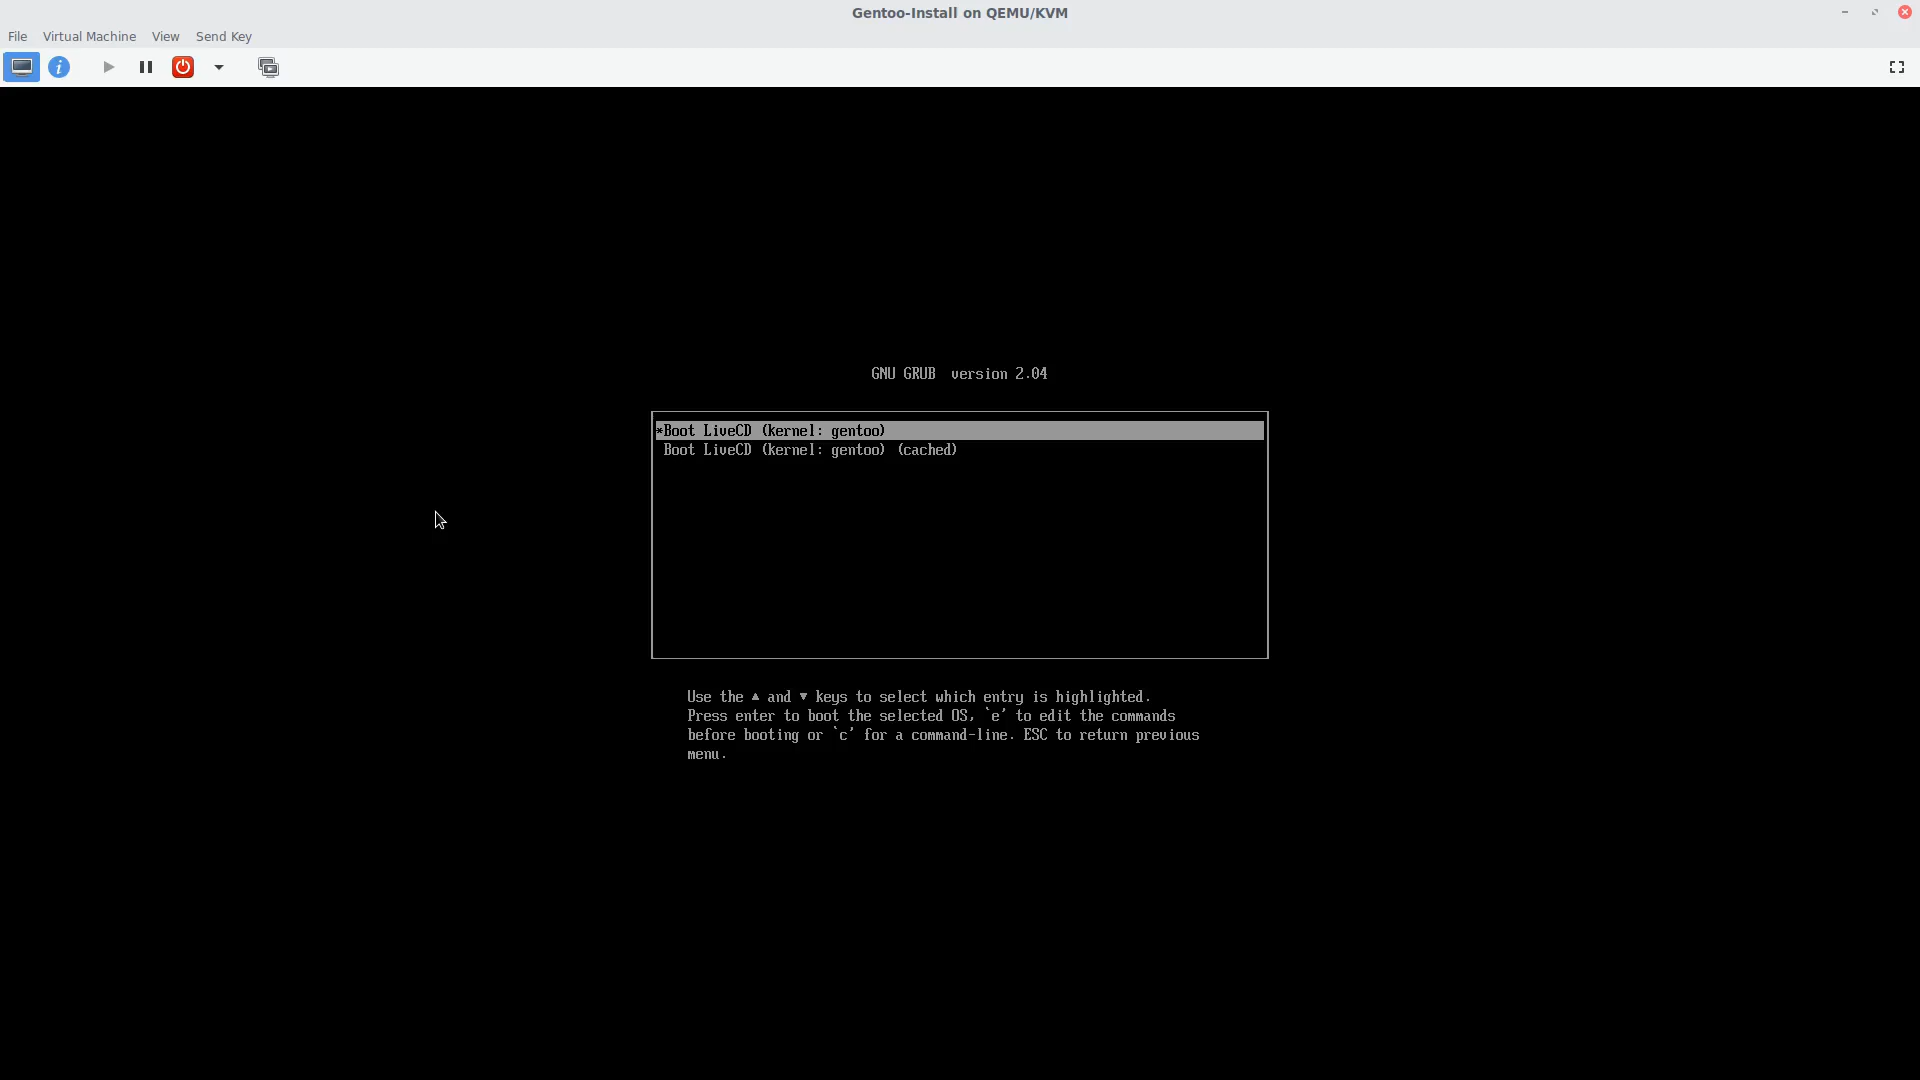 Gentoo-Install on QEMU/KVM
File Virtual Machine View Send Key
GNU GRUB version 2.04
*Boot LiveCD (kernel: gentoo)
Boot LiveCD (kernel: gentoo) (cached)
Use the ▲ and ▼ keys to select which entry is highlighted.
Press enter to boot the selected OS, `e' to edit the commands
before booting or `c' for a command-line. ESC to return previous
menu.